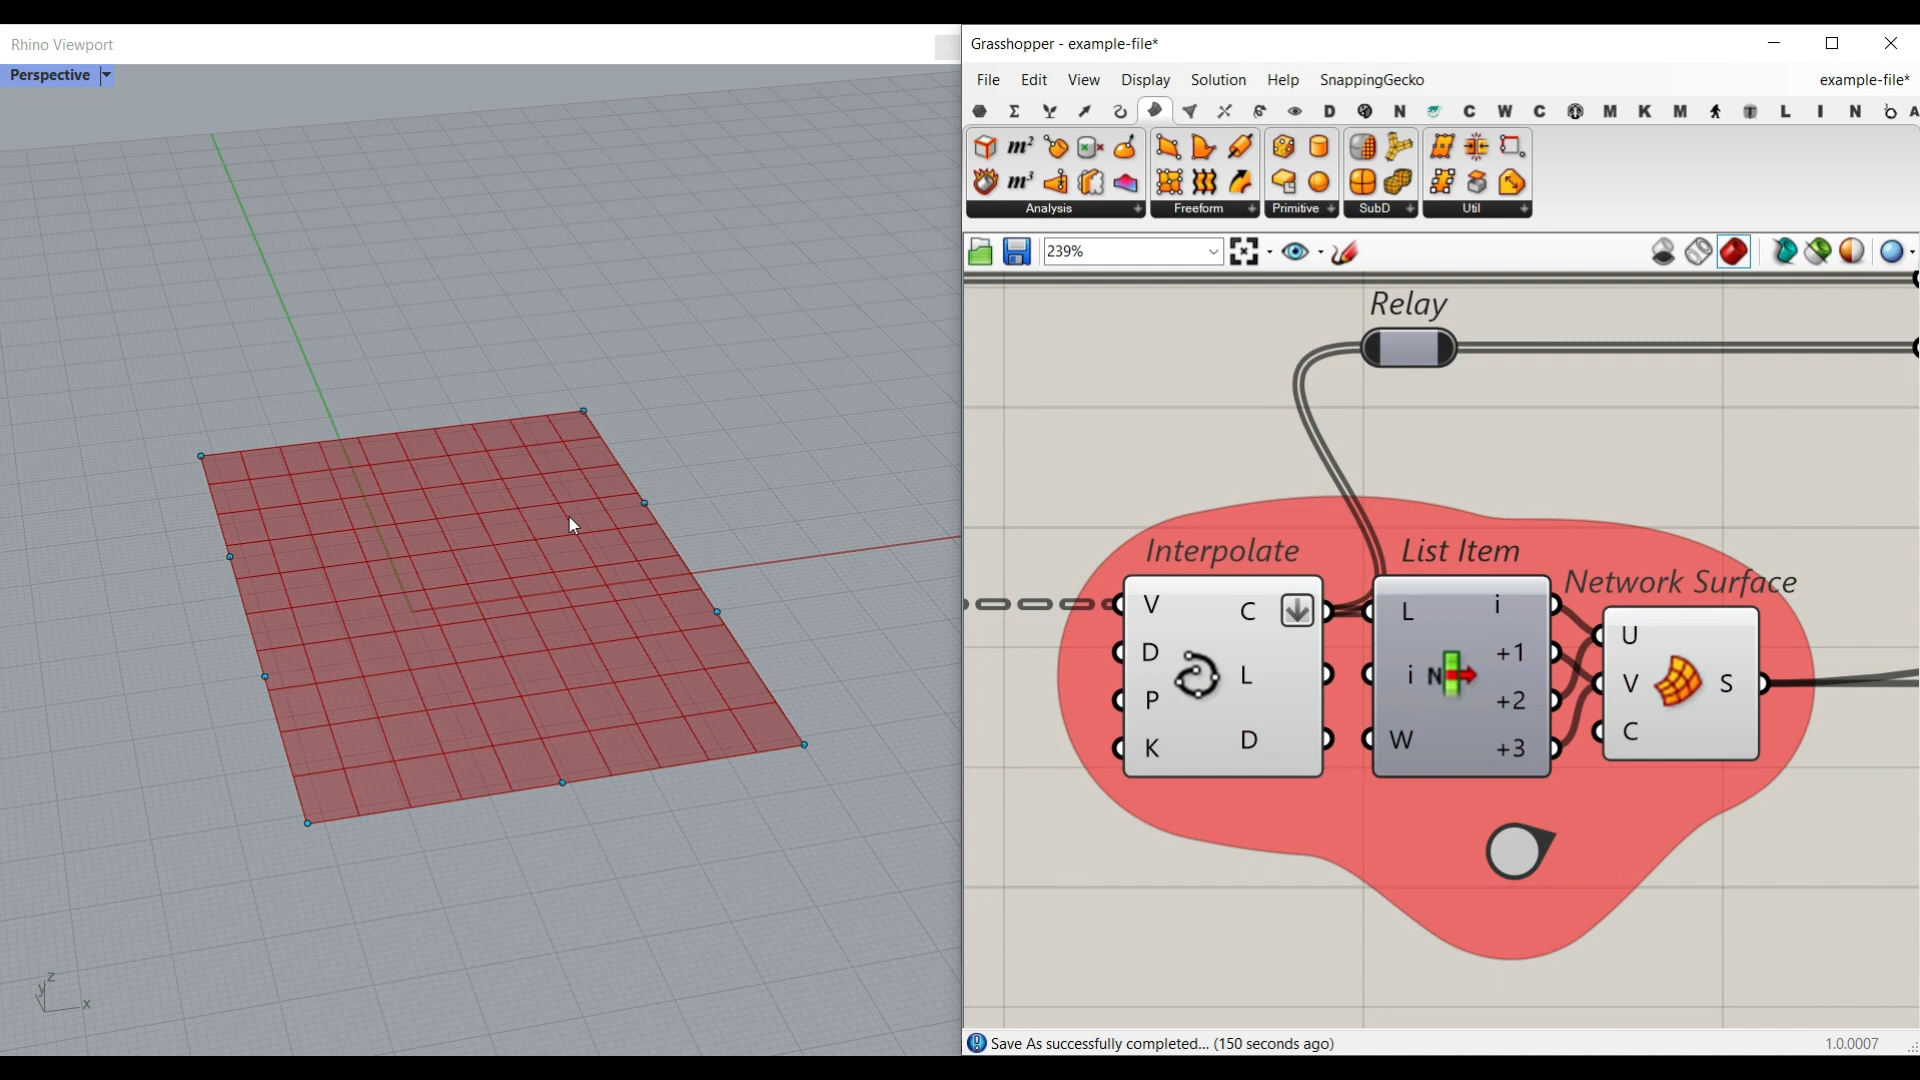 Rhino Viewport
Perspective
z
y
x
Grasshopper - example-file*
File Edit View Display Solution Help SnappingGecko example-file*
Σ D N C W C M K M L I N A
m²
m³
Analysis Freeform Primitive SubD Util
239%
Relay
Interpolate List Item Network Surface
V D P K C L D
L i W N i +1 +2 +3
U V C S
Save As successfully completed... (150 seconds ago) 1.0.0007